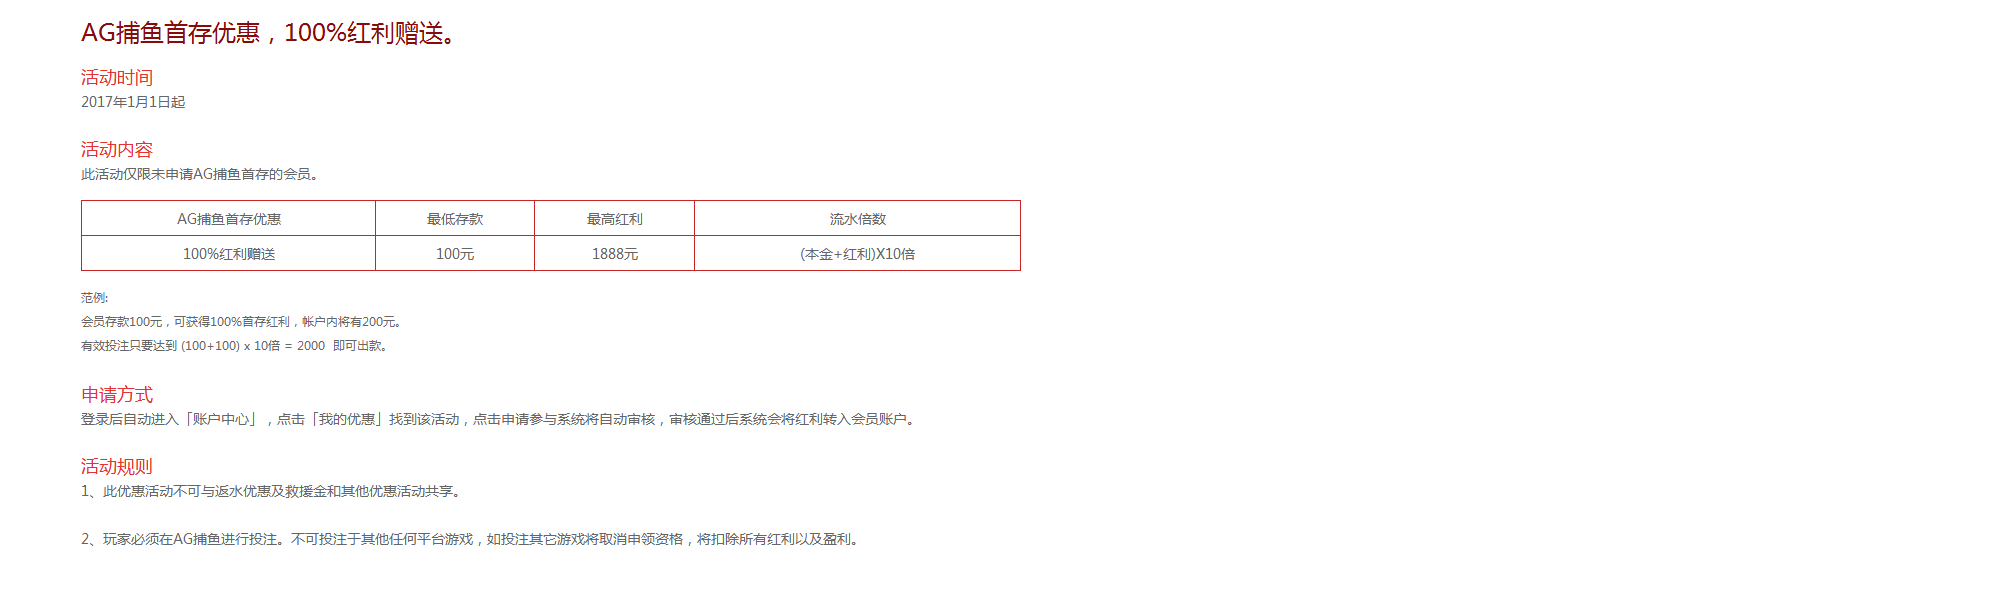 AG捕鱼首存优惠，100%红利赠送。
活动时间
2017年1月1日起
活动内容
此活动仅限未申请AG捕鱼首存的会员。
AG捕鱼首存优惠 最低存款 最高红利 流水倍数
100%红利赠送 100元 1888元 (本金+红利)X10倍
范例:
会员存款100元，可获得100%首存红利，帐户内将有200元。
有效投注只要达到 (100+100) x 10倍 = 2000 即可出款。
申请方式
登录后自动进入「账户中心」，点击「我的优惠」找到该活动，点击申请参与系统将自动审核，审核通过后系统会将红利转入会员账户。
活动规则
1、此优惠活动不可与返水优惠及救援金和其他优惠活动共享。
2、玩家必须在AG捕鱼进行投注。不可投注于其他任何平台游戏，如投注其它游戏将取消申领资格，将扣除所有红利以及盈利。